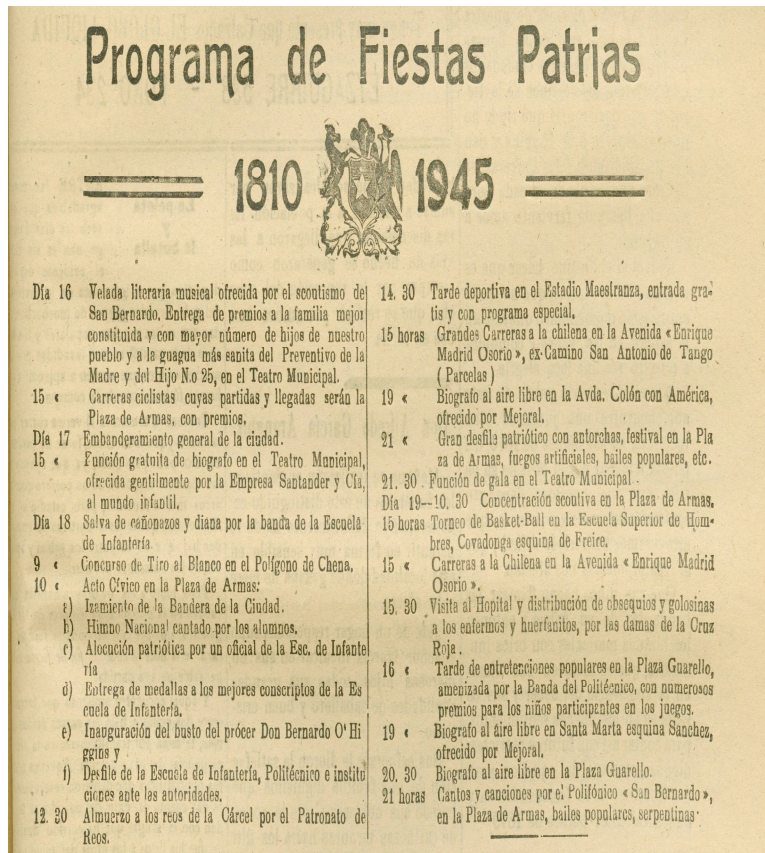 Programa de Fiestas Patrias
1810 1945
Día 16 Velada literaria musical ofrecida por el scoutismo de
San Bernardo. Entrega de premios a la familia mejor
constituida y con mayor número de hijos de nuestro
pueblo y a la guagua más sanita del Preventivo de la
Madre y del Hijo N.o 25, en el Teatro Municipal.
15 « Carreras ciclistas cuyas partidas y llegadas serán la
Plaza de Armas, con premios.
Día 17 Embanderamiento general de la ciudad.
15 « Función gratuita de biografo en el Teatro Municipal,
ofrecida gentilmente por la Empresa Santander y Cía,
al mundo infantil.
Día 18 Salva de cañonazos y diana por la banda de la Escuela
de Infantería
9 « Concurso de Tiro al Blanco en el Polígono de Chena,
10 « Acto Cívico en la Plaza de Armas:
a) Izamiento de la Bandera de la Ciudad.
b) Himno Nacional cantado por los alumnos.
c) Alocución patriótica por un oficial de la Esc. de Infante
ría
d) Entrega de medallas a los mejores conscriptos de la Es
cuela de Infantería.
e) Inauguración del busto del prócer Don Bernardo O' Hi
ggins y
f) Desfile de la Escuela de Infantería, Politécnico e institu
ciones ante las autoridades.
12. 30 Almuerzo a los reos de la Cárcel por el Patronato de
Reos.
14. 30 Tarde deportiva en el Estadio Maestranza, entrada gra-
tis y con programa especial.
15 horas Grandes Carreras a la chilena en la Avenida «Enrique
Madrid Osorio», ex-Camino San Antonio de Tango
(Parcelas)
19 « Biografo al aire libre en la Avda. Colón con América,
ofrecido por Mejoral.
21 « Gran desfile patriótico con antorchas, festival en la Pla
za de Armas, fuegos artificiales, bailes populares, etc.
21. 30 Función de gala en el Teatro Municipal.
Día 19—10. 30 Concentración scoutiva en la Plaza de Armas.
15 horas Torneo de Basket-Ball en la Escuela Superior de Hom-
bres, Covadonga esquina de Freire.
15 « Carreras a la Chilena en la Avenida «Enrique Madrid
Osorio».
15. 30 Visita al Hopital y distribución de obsequios y golosinas
a los enfermos y huerfanitos, por las damas de la Cruz
Roja.
16 « Tarde de entretenciones populares en la Plaza Guarello,
amenizada por la Banda del Politécnico, con numerosos
premios para los niños participantes en los juegos.
19 « Biografo al aire libre en Santa Marta esquina Sanchez,
ofrecido por Mejoral.
20. 30 Biografo al aire libre en la Plaza Guarello.
21 horas Cantos y canciones por el Polifónico «San Bernardo»,
en la Plaza de Armas, bailes populares, serpentinas.